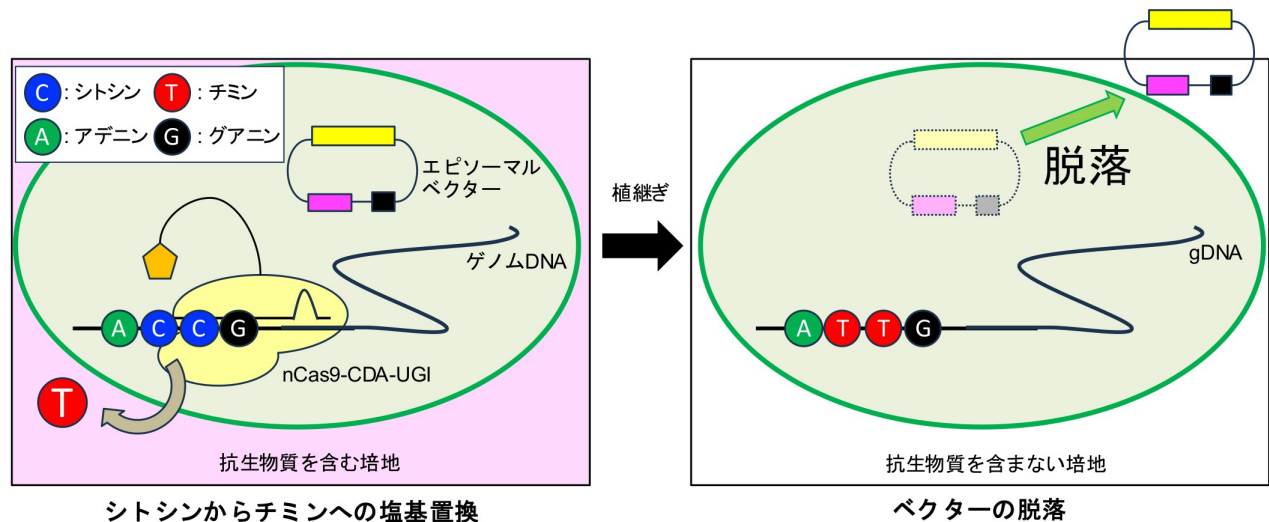 C : シトシン T : チミン
A : アデニン G : グアニン
エピソーマル
ベクター
ゲノムDNA
A C C G
nCas9-CDA-UGI
T
抗生物質を含む培地
シトシンからチミンへの塩基置換
植継ぎ
脱落
gDNA
A T T G
抗生物質を含まない培地
ベクターの脱落